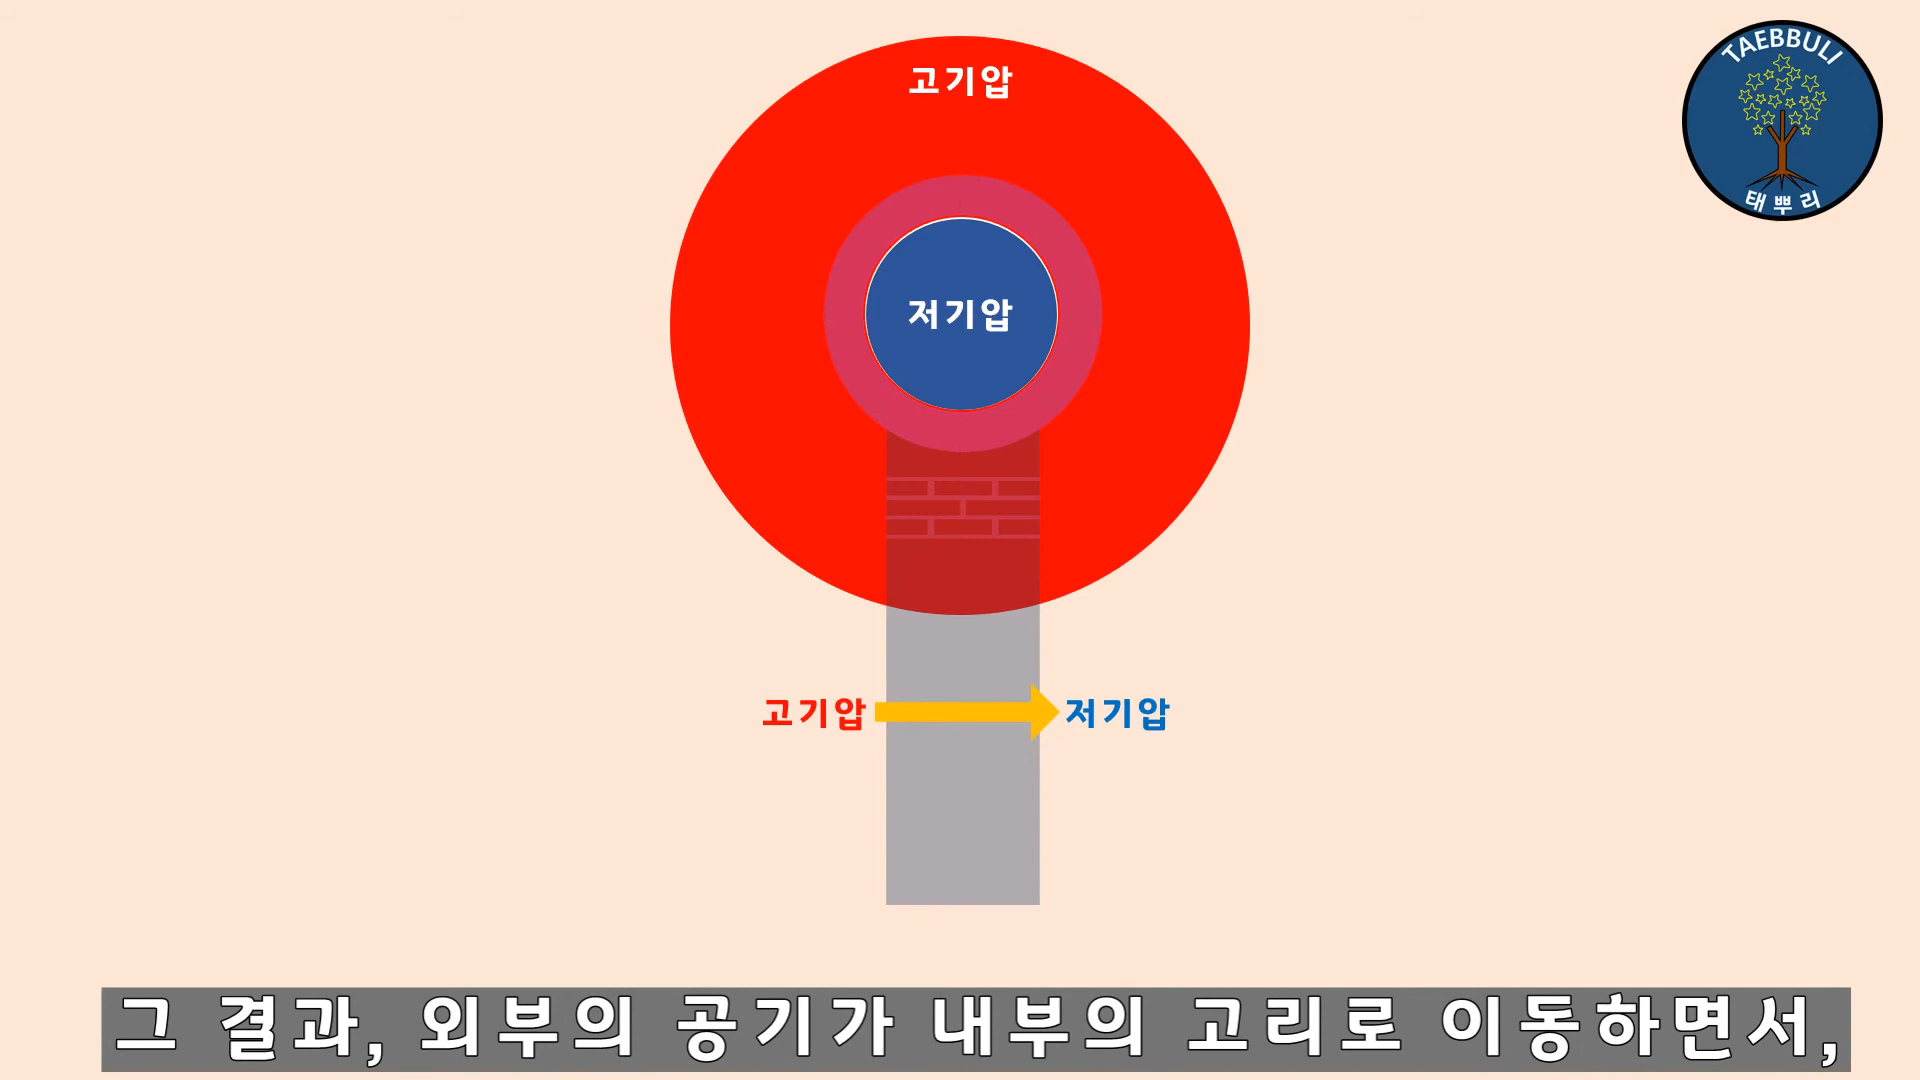 고기압
TAEBBULI
태뿌리
저기압
고기압
저기압
그 결과, 외부의 공기가 내부의 고리로 이동하면서,